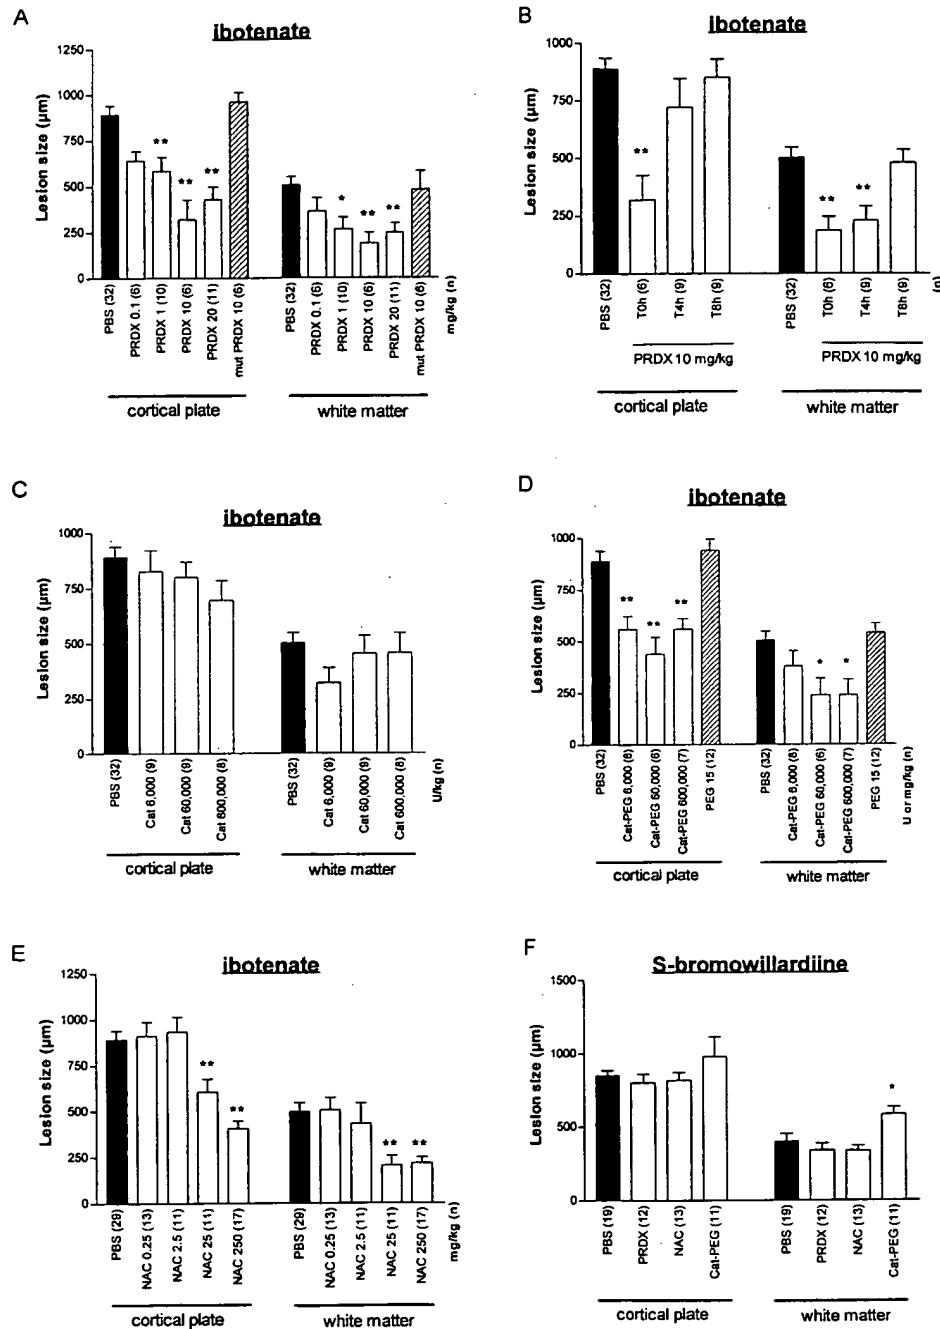 A
ibotenate
Lesion size (µm)
1250
1000
750
500
250
0
**
**
**
*
**
**
PBS (32)
PRDX 0.1 (6)
PRDX 1 (10)
PRDX 10 (6)
PRDX 20 (11)
mut PRDX 10 (6)
PBS (32)
PRDX 0.1 (6)
PRDX 1 (10)
PRDX 10 (6)
PRDX 20 (11)
mut PRDX 10 (6)
mg/kg (n)
cortical plate
white matter
B
ibotenate
Lesion size (µm)
1000
750
500
250
0
**
**
**
PBS (32)
T0h (6)
T4h (9)
T8h (9)
PBS (32)
T0h (6)
T4h (9)
T8h (9)
(n)
PRDX 10 mg/kg
PRDX 10 mg/kg
cortical plate
white matter
C
ibotenate
Lesion size (µm)
1000
750
500
250
0
PBS (32)
Cat 6,000 (9)
Cat 60,000 (9)
Cat 600,000 (8)
PBS (32)
Cat 6,000 (9)
Cat 60,000 (9)
Cat 600,000 (8)
U/kg (n)
cortical plate
white matter
D
ibotenate
Lesion size (µm)
1000
750
500
250
0
**
**
**
*
*
PBS (32)
Cat-PEG 6,000 (8)
Cat-PEG 60,000 (6)
Cat-PEG 600,000 (7)
PEG 15 (12)
PBS (32)
Cat-PEG 6,000 (8)
Cat-PEG 60,000 (6)
Cat-PEG 600,000 (7)
PEG 15 (12)
U or mg/kg (n)
cortical plate
white matter
E
ibotenate
Lesion size (µm)
1250
1000
750
500
250
0
**
**
**
**
PBS (29)
NAC 0.25 (13)
NAC 2.5 (11)
NAC 25 (11)
NAC 250 (17)
PBS (29)
NAC 0.25 (13)
NAC 2.5 (11)
NAC 25 (11)
NAC 250 (17)
mg/kg (n)
cortical plate
white matter
F
S-bromowillardiine
Lesion size (µm)
1500
1000
500
0
*
PBS (19)
PRDX (12)
NAC (13)
Cat-PEG (11)
PBS (19)
PRDX (12)
NAC (13)
Cat-PEG (11)
cortical plate
white matter